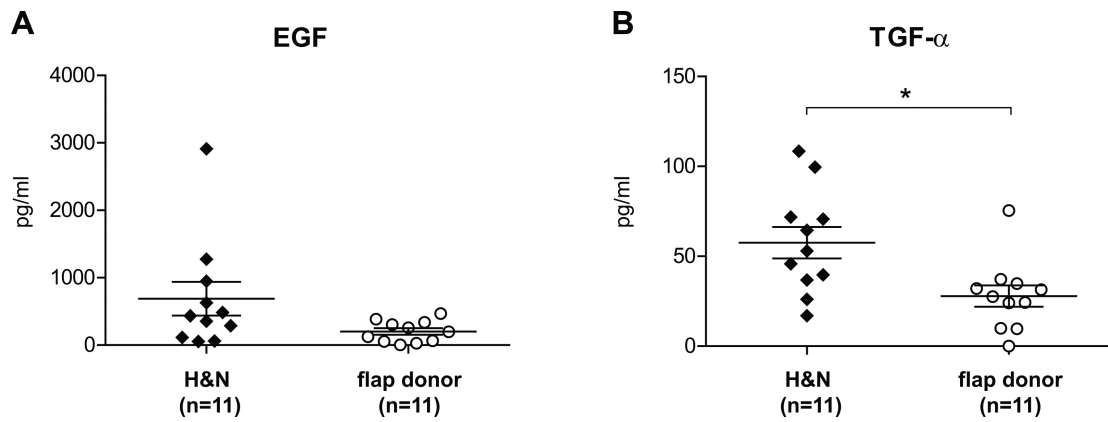 A
EGF
pg/ml
4000
3000
2000
1000
0
H&N
(n=11)
flap donor
(n=11)
B
TGF-α
pg/ml
150
100
50
0
*
H&N
(n=11)
flap donor
(n=11)